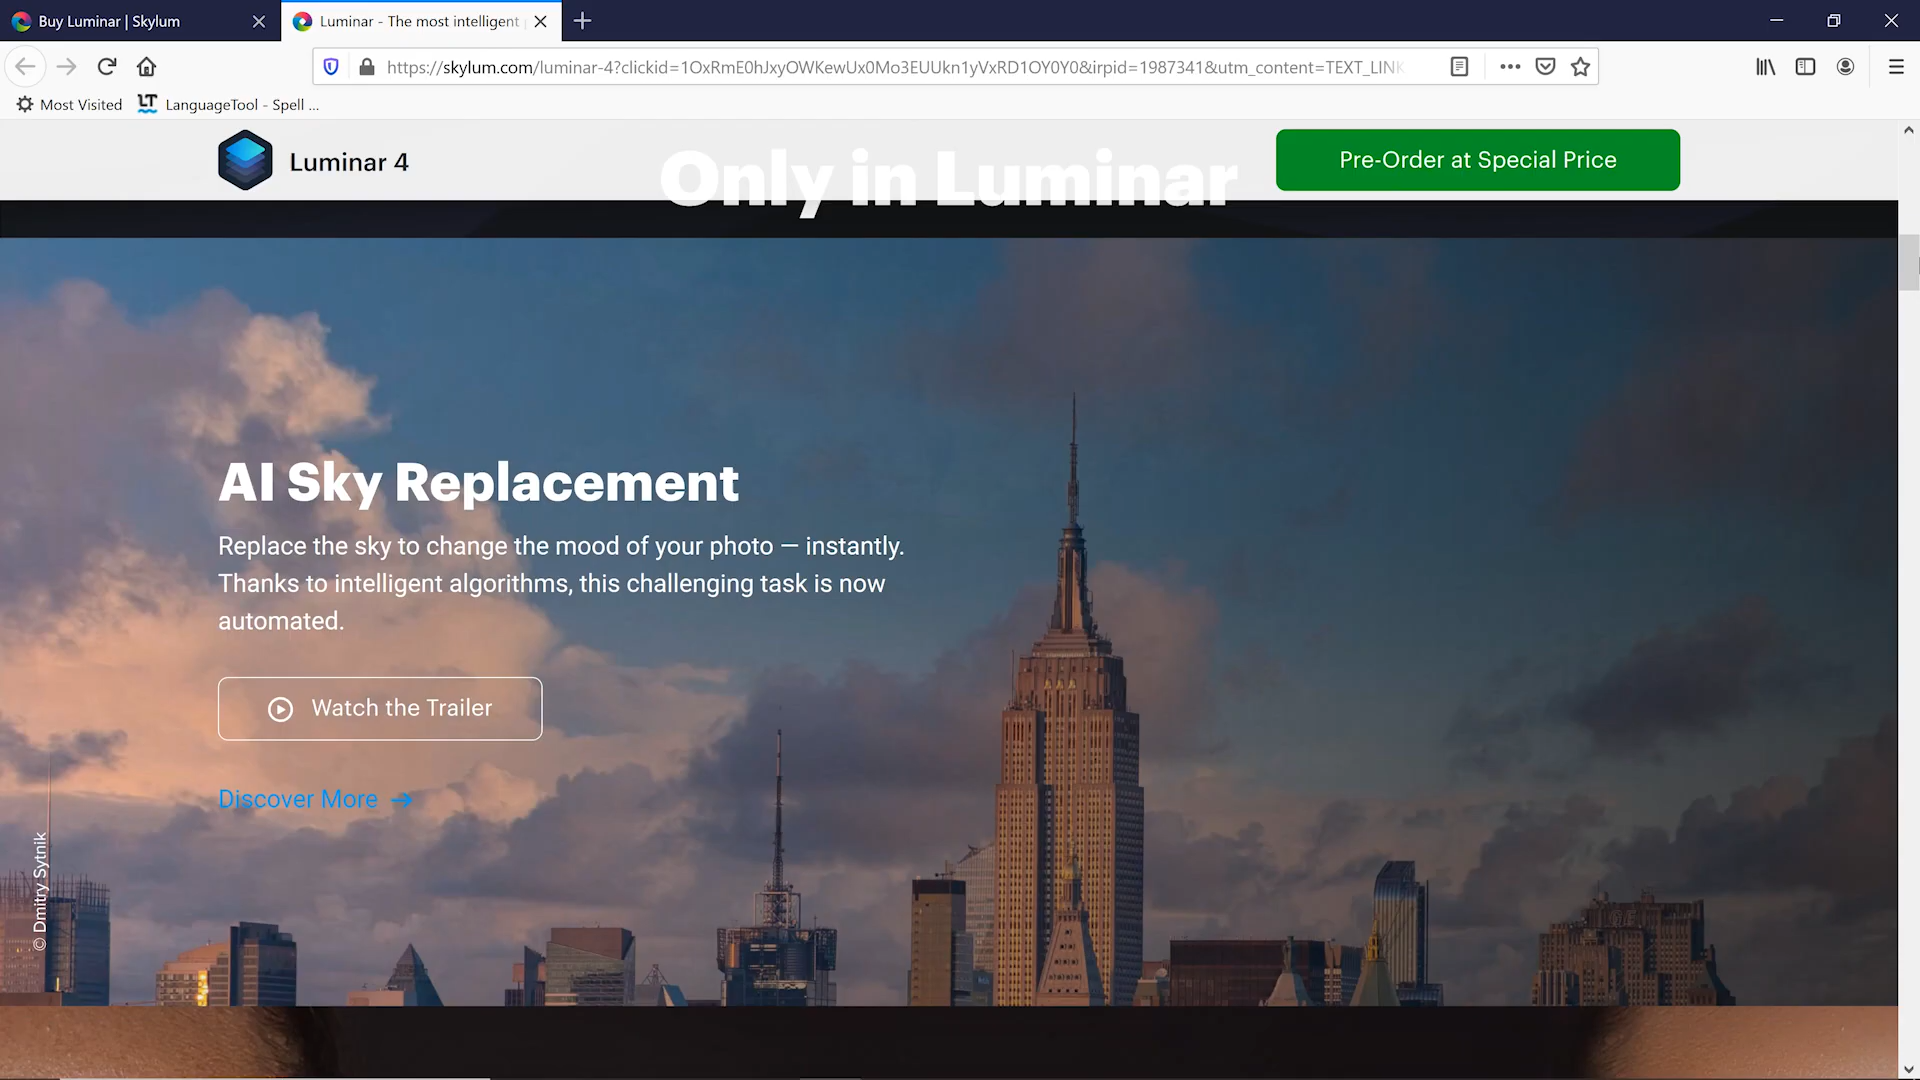 Buy Luminar | Skylum
Luminar - The most intelligent
https://skylum.com/luminar-4?clickid=1OxRmE0hJxyOWKewUx0Mo3EUUkn1yVxRD1OY0Y0&irpid=1987341&utm_content=TEXT_LINK
Most Visited
LT LanguageTool - Spell ...
Luminar 4
Only in Luminar
Pre-Order at Special Price
AI Sky Replacement
Replace the sky to change the mood of your photo — instantly.
Thanks to intelligent algorithms, this challenging task is now
automated.
Watch the Trailer
Discover More →
© Dmitry Sytnik